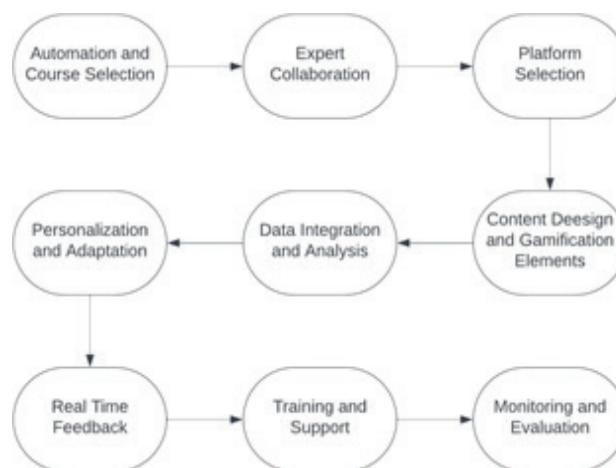 Automation and
Course Selection
Expert
Collaboration
Platform
Selection
Personalization
and Adaptation
Data Integration
and Analysis
Content Deesign
and Gamification
Elements
Real Time
Feedback
Training and
Support
Monitoring and
Evaluation